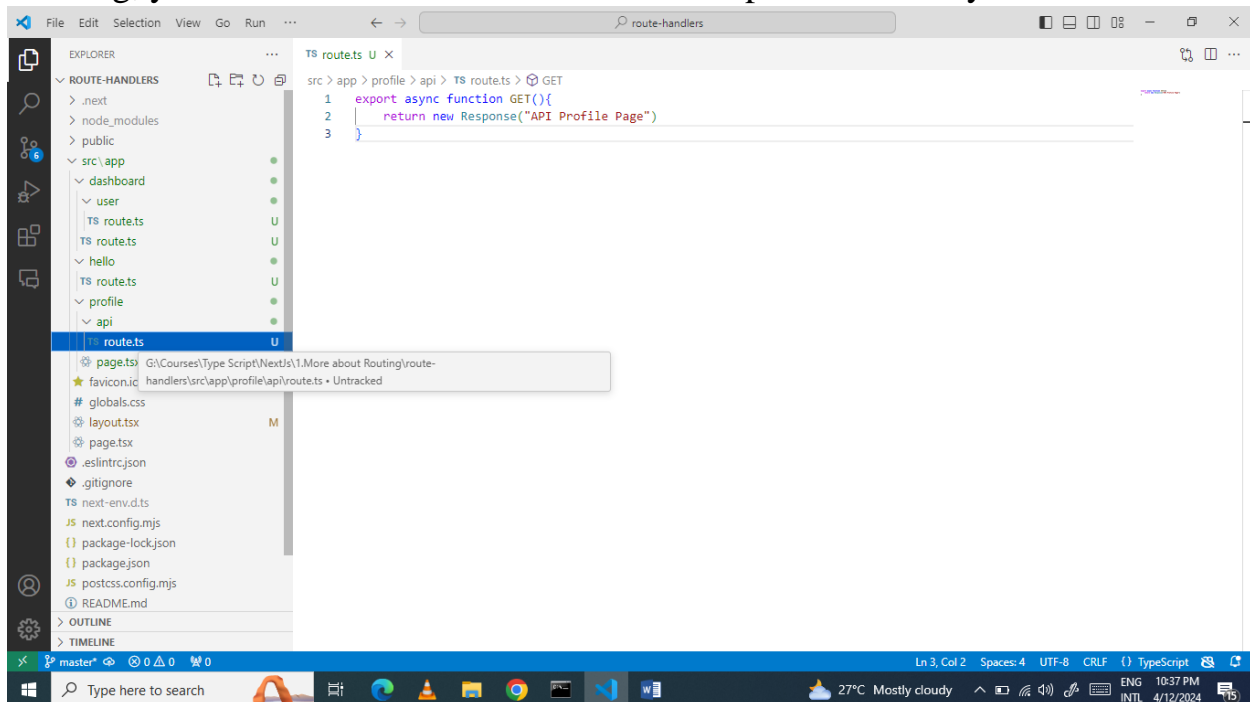 File Edit Selection View Go Run ··· route-handlers
EXPLORER ···
ROUTE-HANDLERS
.next
node_modules
public
src\app
dashboard
user
TS route.ts U
TS route.ts U
hello
TS route.ts U
profile
api
TS route.ts U
page.tsx
favicon.ic
# globals.css
layout.tsx M
page.tsx
.eslintrc.json
.gitignore
TS next-env.d.ts
JS next.config.mjs
{} package-lock.json
{} package.json
JS postcss.config.mjs
README.md
OUTLINE
TIMELINE
6
TS route.ts U ×
src > app > profile > api > TS route.ts > GET
1 export async function GET(){
2 return new Response("API Profile Page")
3 }
G:\Courses\Type Script\NextJs\1.More about Routing\route-
handlers\src\app\profile\api\route.ts • Untracked
master* 0 0 0 Ln 3, Col 2 Spaces: 4 UTF-8 CRLF {} TypeScript
Type here to search 27°C Mostly cloudy ENG INTL 10:37 PM 4/12/2024 15